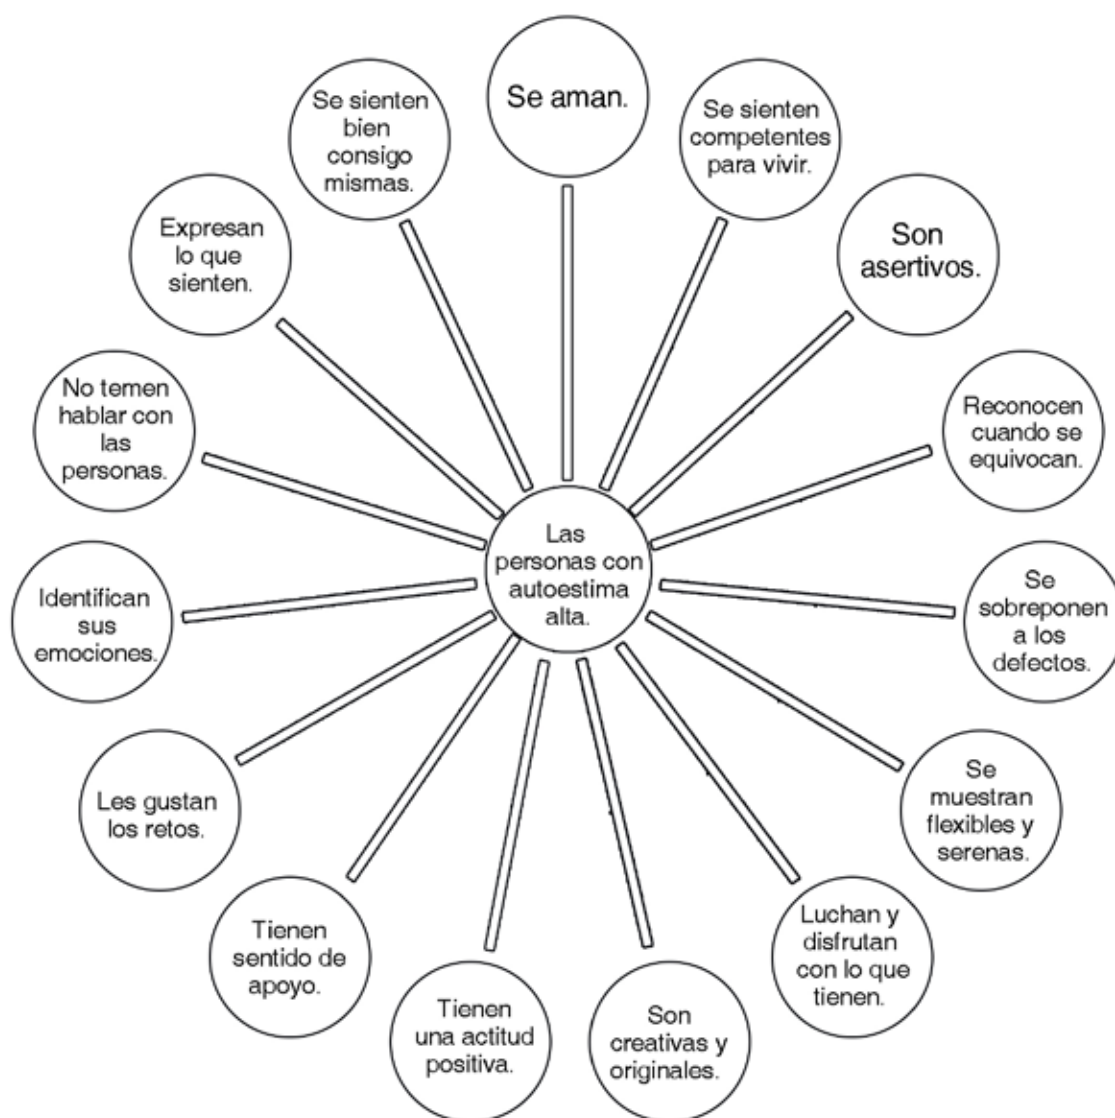 Las
personas con
autoestima
alta.
Se aman.
Se sienten
competentes
para vivir.
Son
asertivos.
Reconocen
cuando se
equivocan.
Se
sobreponen
a los
defectos.
Se
muestran
flexibles y
serenas.
Luchan y
disfrutan
con lo que
tienen.
Son
creativas y
originales.
Tienen
una actitud
positiva.
Tienen
sentido de
apoyo.
Les gustan
los retos.
Identifican
sus
emociones.
No temen
hablar con
las
personas.
Expresan
lo que
sienten.
Se sienten
bien
consigo
mismas.